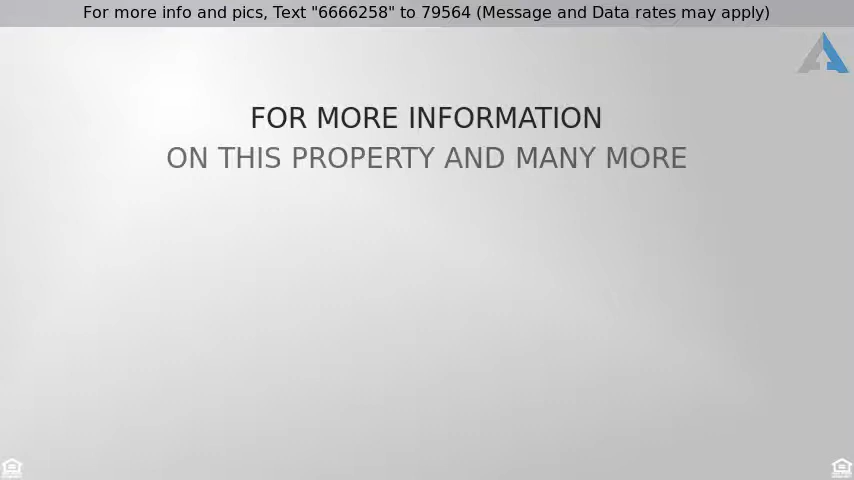 For more info and pics, Text "6666258" to 79564 (Message and Data rates may apply)
FOR MORE INFORMATION
ON THIS PROPERTY AND MANY MORE